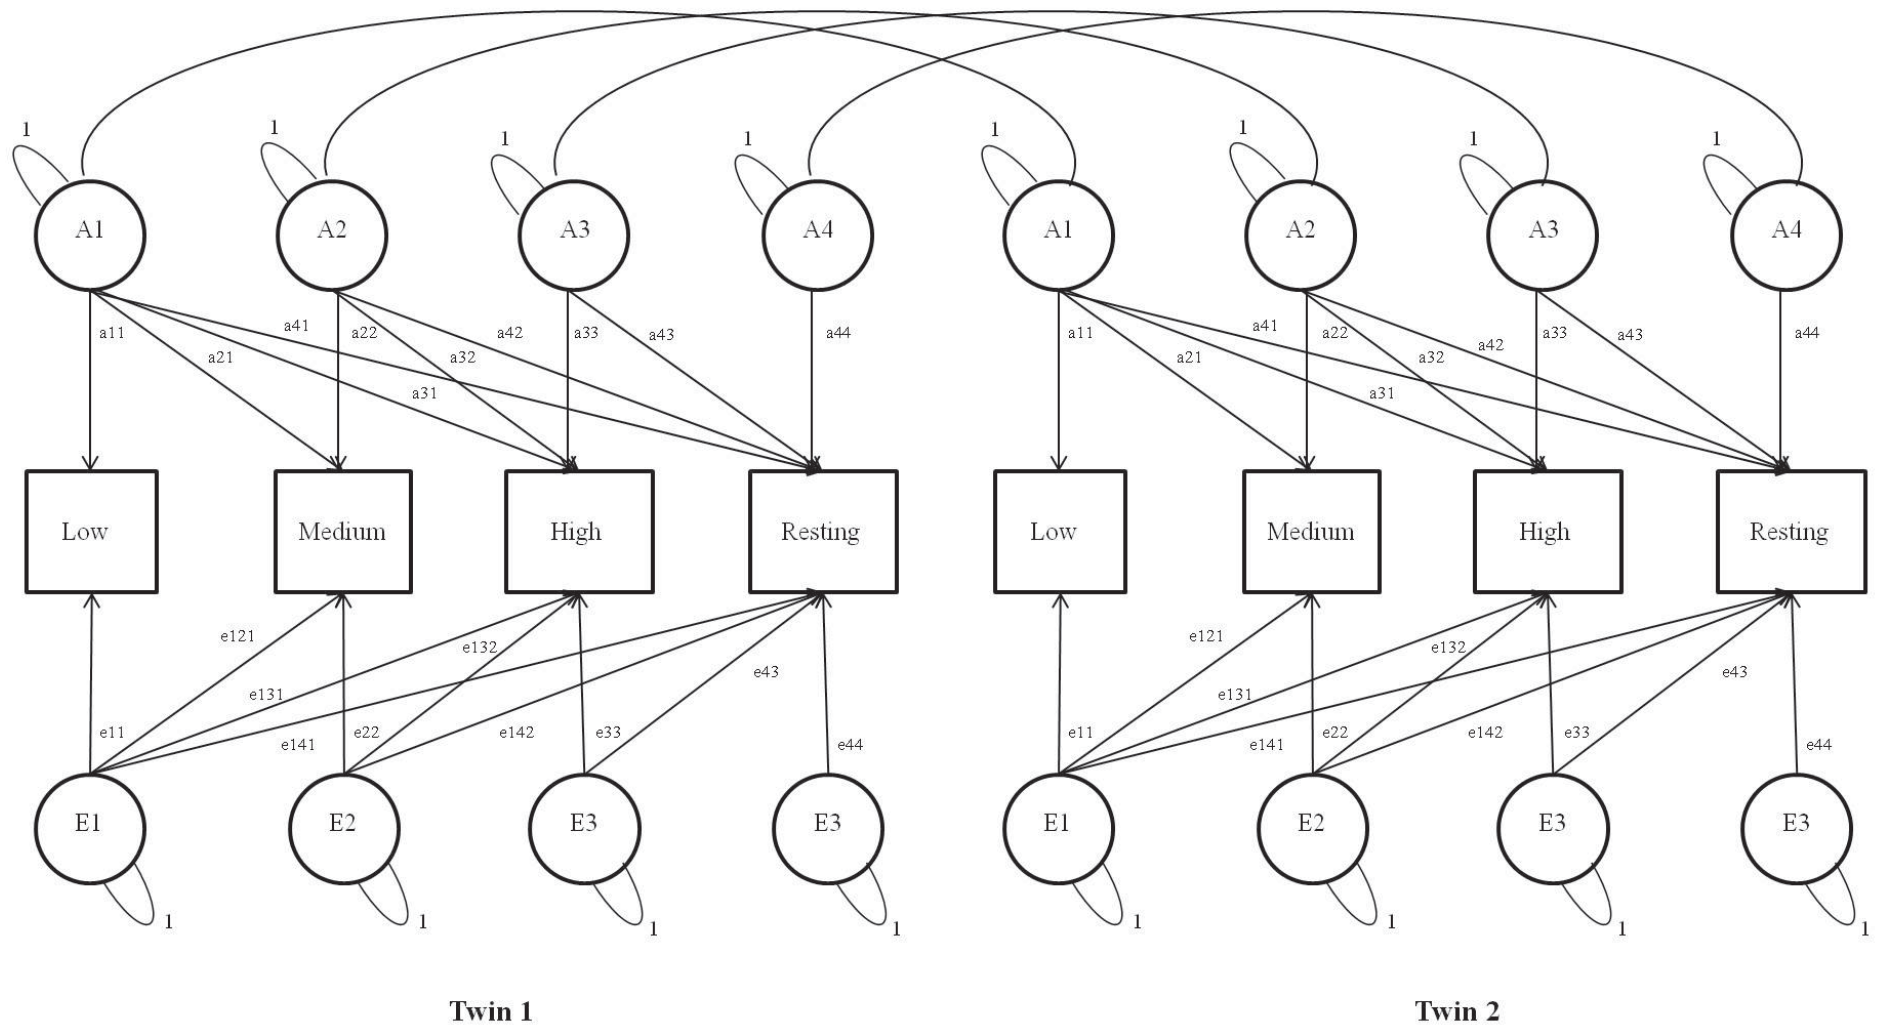 1 1 1 1 1 1 1 1
A1 A2 A3 A4 A1 A2 A3 A4
a11 a21 a41 a31 a22 a32 a42 a33 a43 a44 a11 a21 a41 a31 a22 a32 a42 a33 a43 a44
Low Medium High Resting Low Medium High Resting
e121 e132 e43 e121 e132 e43
e131 e131
e11 e141 e22 e142 e33 e44 e11 e141 e22 e142 e33 e44
E1 E2 E3 E3 E1 E2 E3 E3
1 1 1 1 1 1 1 1
Twin 1 Twin 2